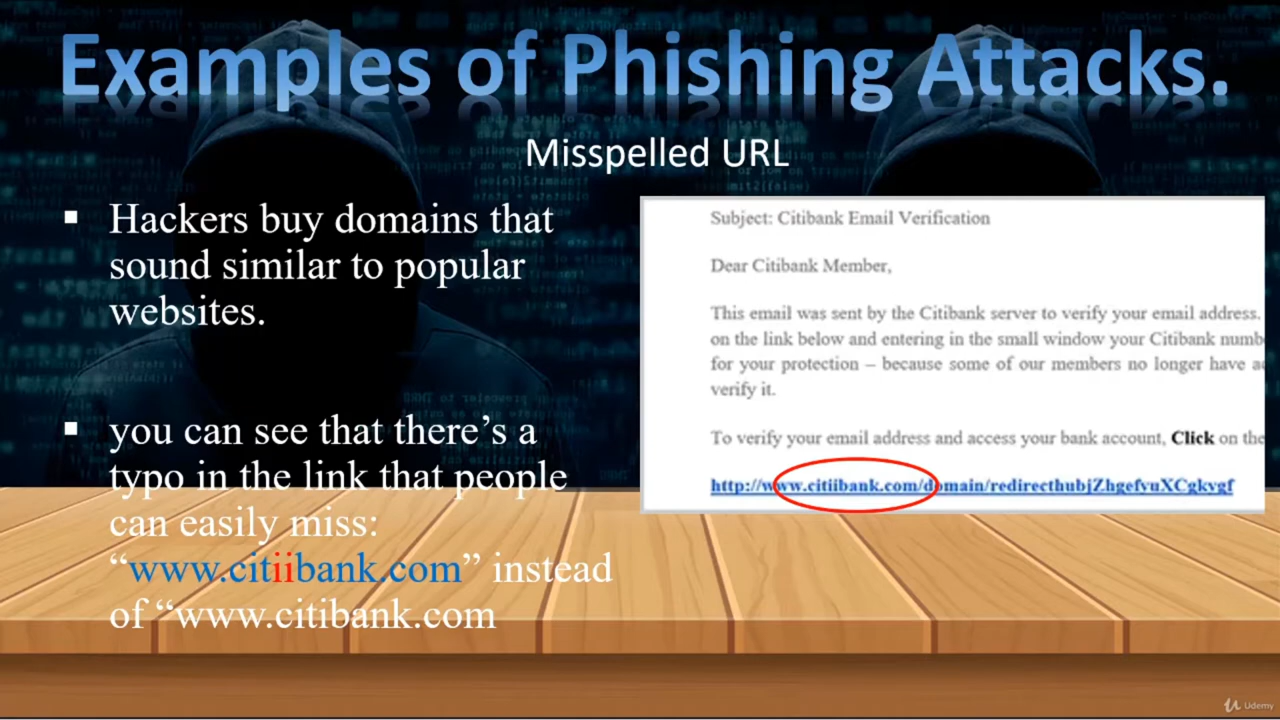 Examples of Phishing Attacks.
Misspelled URL
▪ Hackers buy domains that
sound similar to popular
websites.
▪ you can see that there’s a
typo in the link that people
can easily miss:
“www.citiibank.com” instead
of “www.citibank.com
Subject: Citibank Email Verification
Dear Citibank Member,
This email was sent by the Citibank server to verify your email address.
on the link below and entering in the small window your Citibank numb
for your protection – because some of our members no longer have a
verify it.
To verify your email address and access your bank account, Click on the
http://www.citiibank.com/domain/redirecthubjZhgefvnXCgkvgf
Udemy